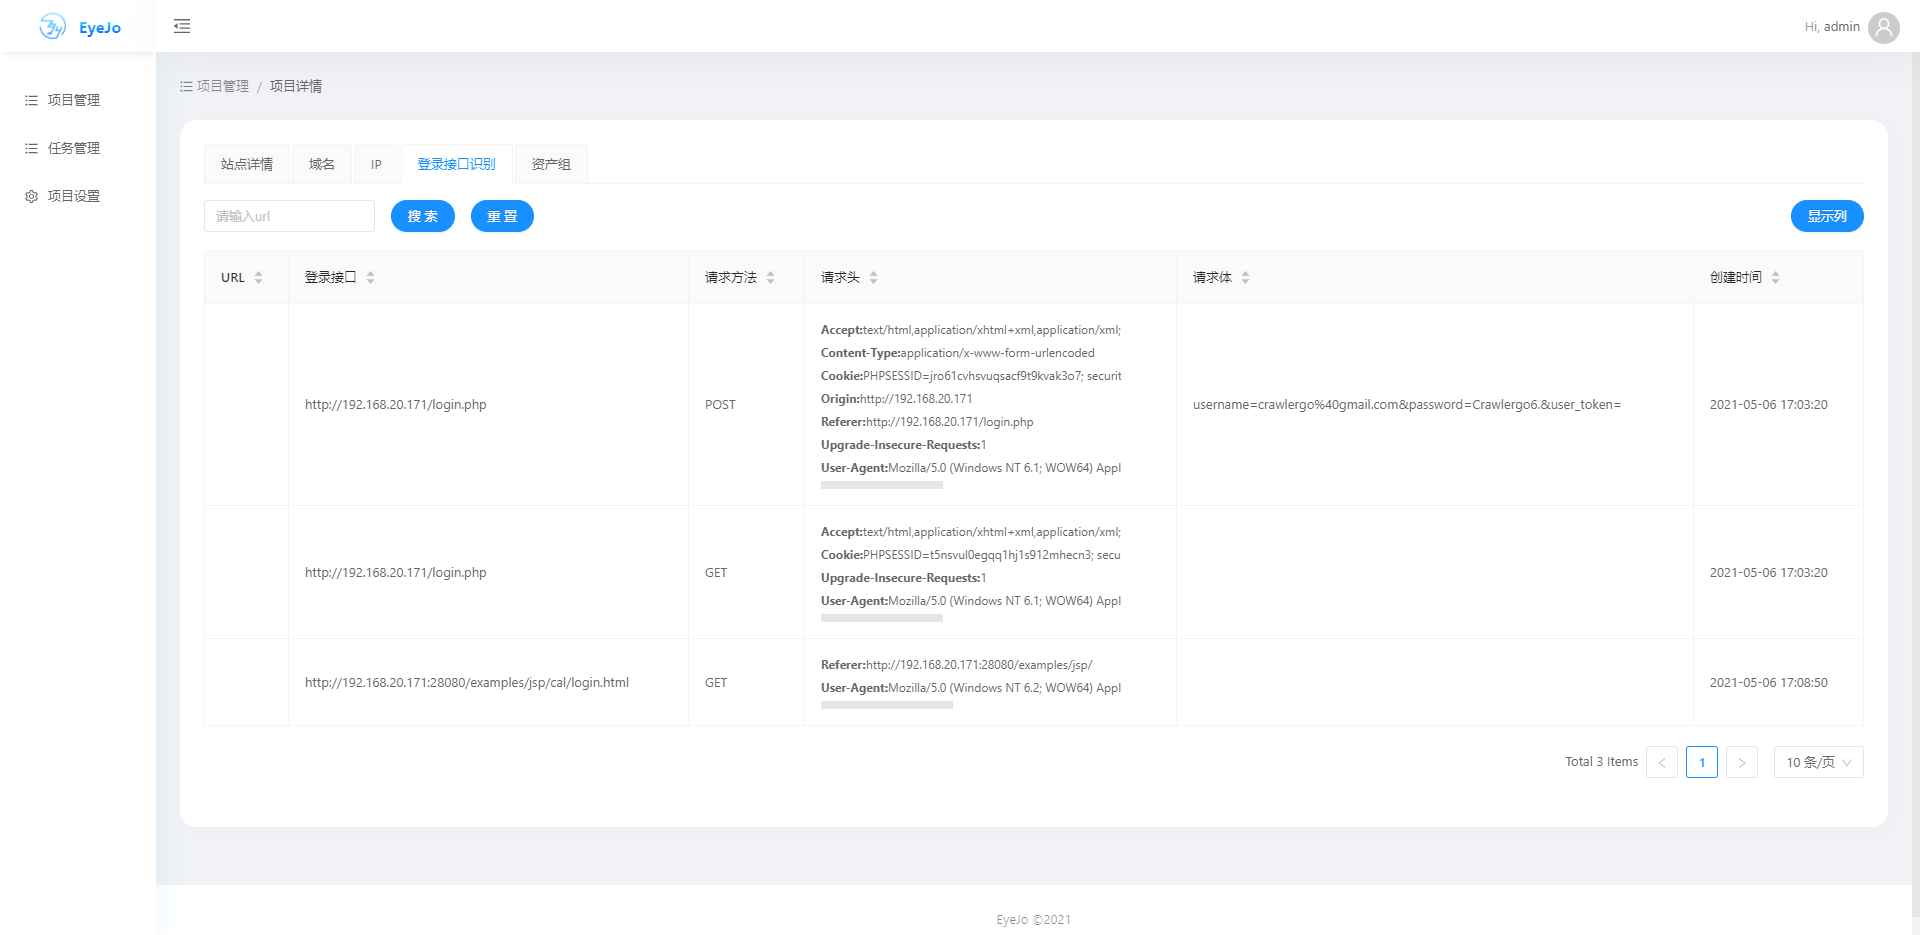 EyeJo
Hi, admin
项目管理
任务管理
项目设置
项目管理 / 项目详情
站点详情 域名 IP 登录接口识别 资产组
请输入url 搜 索 重 置 显示列
URL 登录接口 请求方法 请求头 请求体 创建时间
Accept:text/html,application/xhtml+xml,application/xml;
Content-Type:application/x-www-form-urlencoded
Cookie:PHPSESSID=jro61cvhsvuqsacf9t9kvak3o7; securit
Origin:http://192.168.20.171
http://192.168.20.171/login.php POST username=crawlergo%40gmail.com&password=Crawlergo6.&user_token= 2021-05-06 17:03:20
Referer:http://192.168.20.171/login.php
Upgrade-Insecure-Requests:1
User-Agent:Mozilla/5.0 (Windows NT 6.1; WOW64) Appl
Accept:text/html,application/xhtml+xml,application/xml;
Cookie:PHPSESSID=t5nsvul0egqq1hj1s912mhecn3; secu
http://192.168.20.171/login.php GET 2021-05-06 17:03:20
Upgrade-Insecure-Requests:1
User-Agent:Mozilla/5.0 (Windows NT 6.1; WOW64) Appl
Referer:http://192.168.20.171:28080/examples/jsp/
http://192.168.20.171:28080/examples/jsp/cal/login.html GET 2021-05-06 17:08:50
User-Agent:Mozilla/5.0 (Windows NT 6.2; WOW64) Appl
Total 3 Items < 1 > 10 条/页
EyeJo ©2021